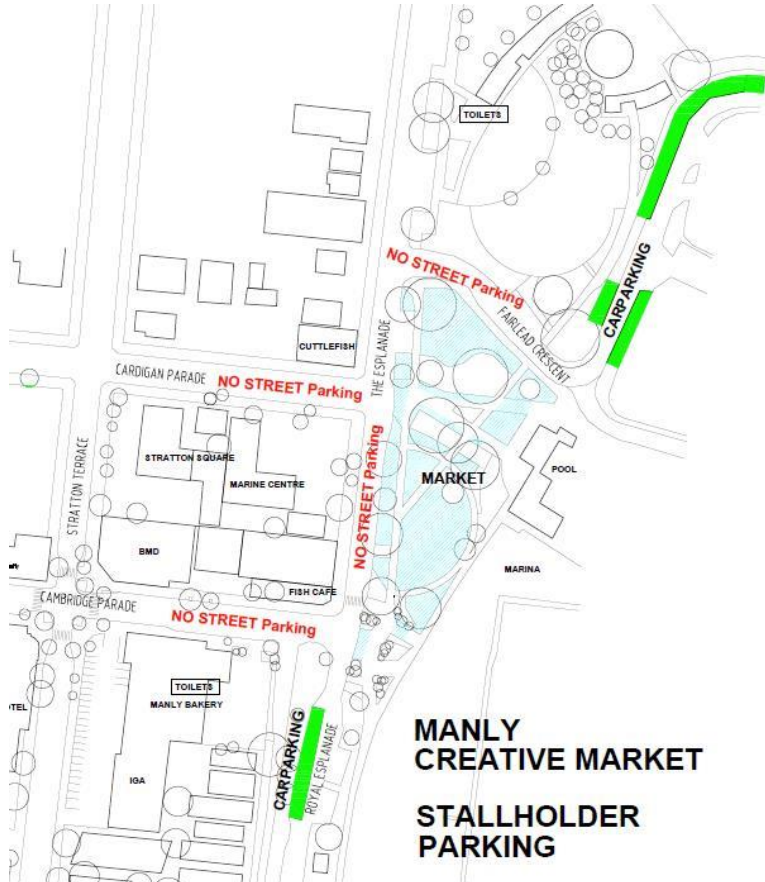 TOILETS
NO STREET Parking
CARPARKING
FAIRLEAD CRESCENT
THE ESPLANADE
CUTTLEFISH
CARDIGAN PARADE
NO STREET Parking
STRATTON TERRACE
STRATTON SQUARE
MARINE CENTRE
NO STREET Parking
MARKET
POOL
BMD
MARINA
FISH CAFE
CAMBRIDGE PARADE
NO STREET Parking
TOILETS
MANLY BAKERY
IGA
CARPARKING
ROYAL ESPLANADE
MANLY
CREATIVE MARKET
STALLHOLDER
PARKING